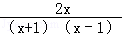 2x
(x+1) (x-1)